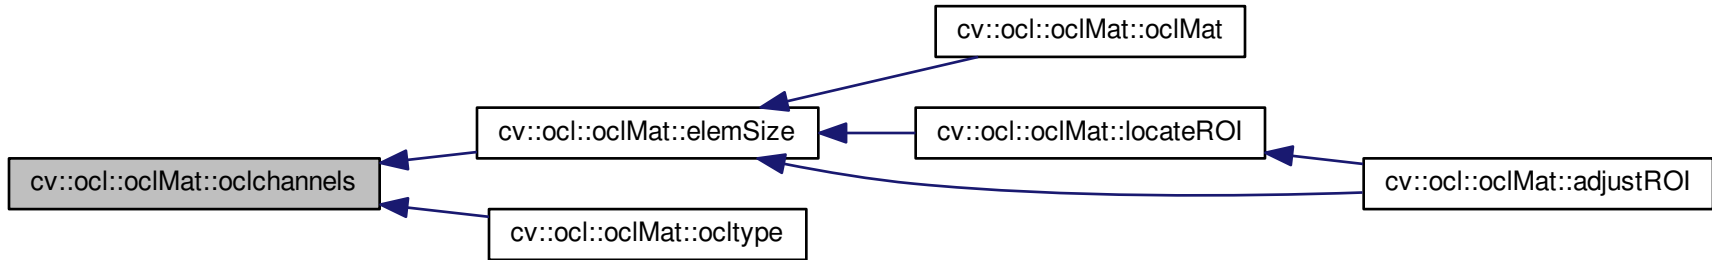 cv::ocl::oclMat::oclMat
cv::ocl::oclMat::elemSize
cv::ocl::oclMat::locateROI
cv::ocl::oclMat::oclchannels
cv::ocl::oclMat::adjustROI
cv::ocl::oclMat::ocltype